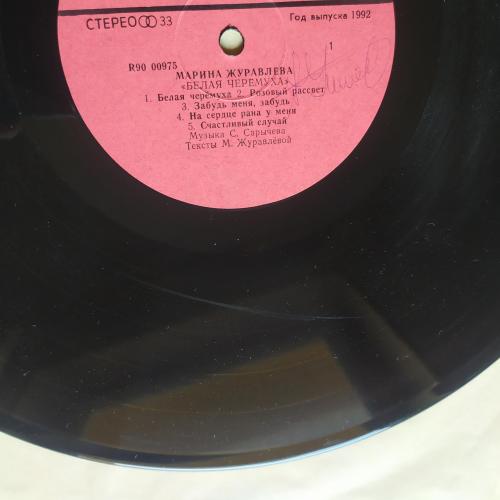 СТЕРЕО 33
Год выпуска 1992
1
R90 00975
МАРИНА ЖУРАВЛЕВА
«БЕЛАЯ ЧЕРЕМУХА»
1. Белая черёмуха 2. Розовый рассвет
3. Забудь меня, забудь
4. На сердце рана у меня
5. Счастливый случай
Музыка С. Сарычева
Тексты М. Журавлёвой